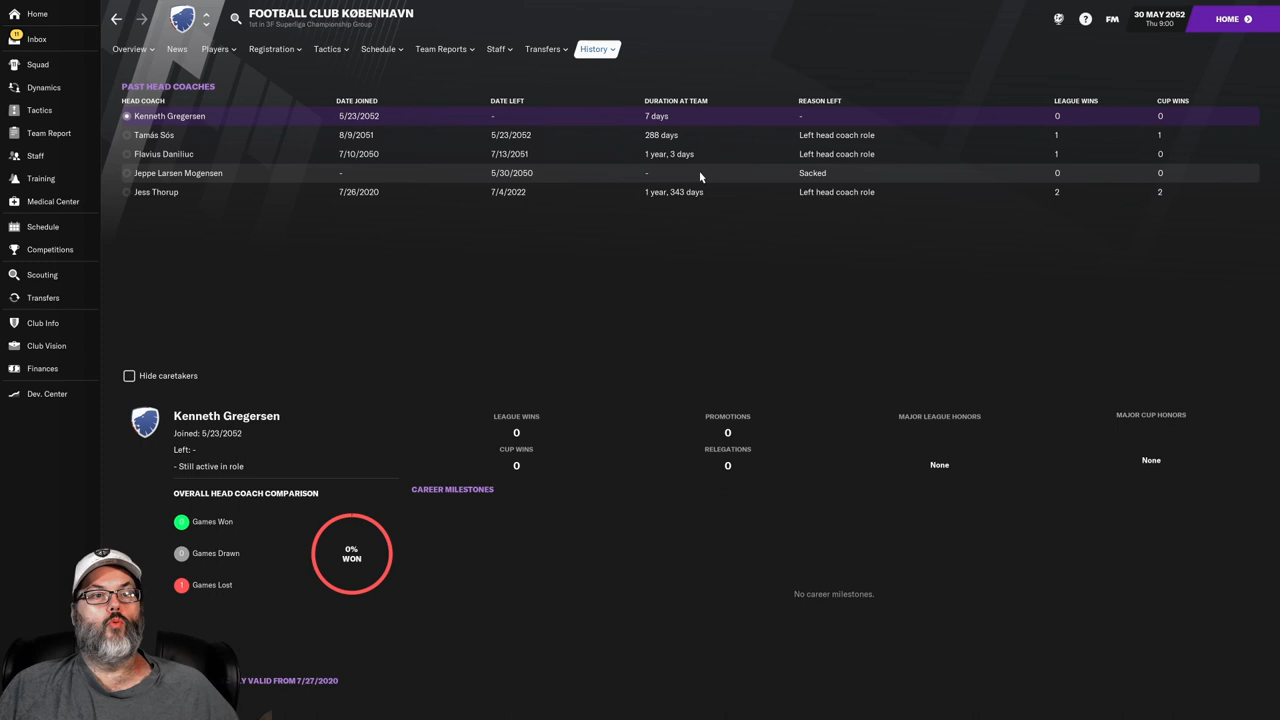 Home
11
Inbox
Squad
Dynamics
Tactics
Team Report
Staff
Training
Medical Center
Schedule
Competitions
Scouting
Transfers
Club Info
Club Vision
Finances
Dev. Center
FOOTBALL CLUB KØBENHAVN
1st in 3F Superliga Championship Group
? FM 30 MAY 2052
Thu 9:00
HOME
Overview News Players Registration Tactics Schedule Team Reports Staff Transfers History
PAST HEAD COACHES
HEAD COACH DATE JOINED DATE LEFT DURATION AT TEAM REASON LEFT LEAGUE WINS CUP WINS
Kenneth Gregersen 5/23/2052 - 7 days - 0 0
Tamás Sós 8/9/2051 5/23/2052 288 days Left head coach role 1 1
Flavius Daniliuc 7/10/2050 7/13/2051 1 year, 3 days Left head coach role 1 0
Jeppe Larsen Mogensen - 5/30/2050 - Sacked 0 0
Jess Thorup 7/26/2020 7/4/2022 1 year, 343 days Left head coach role 2 2
Hide caretakers
Kenneth Gregersen
Joined: 5/23/2052
Left: -
- Still active in role
LEAGUE WINS PROMOTIONS MAJOR LEAGUE HONORS MAJOR CUP HONORS
0 0
CUP WINS RELEGATIONS
0 0 None None
OVERALL HEAD COACH COMPARISON
0 Games Won
0 Games Drawn
1 Games Lost
0%
WON
CAREER MILESTONES
No career milestones.
Y VALID FROM 7/27/2020